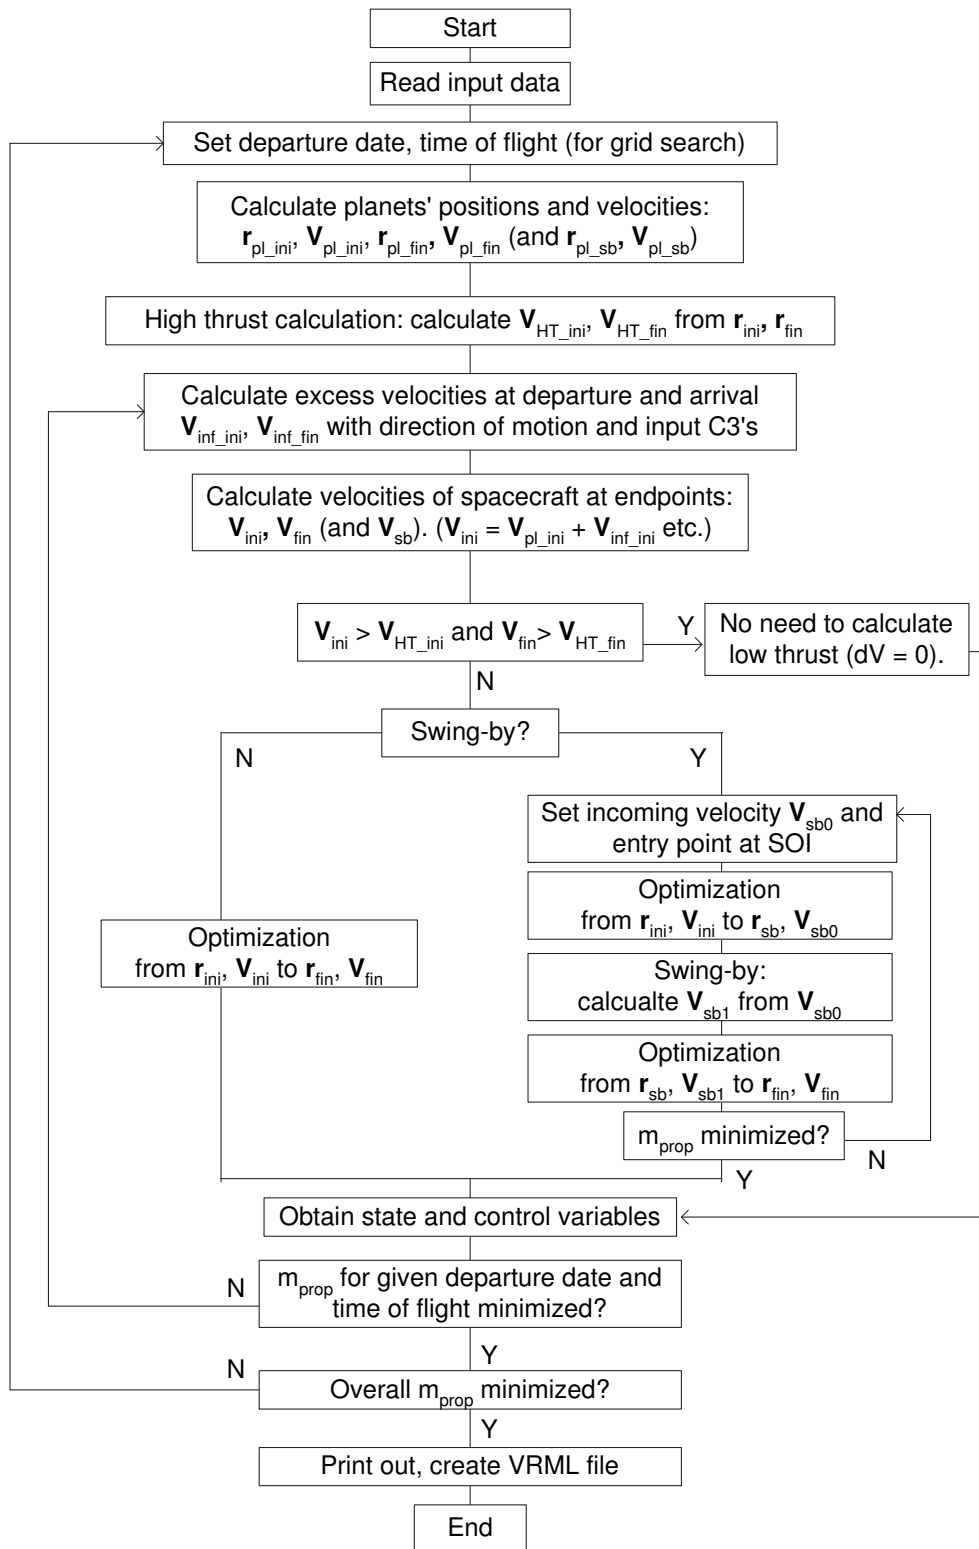 Start
Read input data
Set departure date, time of flight (for grid search)
Calculate planets' positions and velocities:
r_pl_ini, V_pl_ini, r_pl_fin, V_pl_fin (and r_pl_sb, V_pl_sb)
High thrust calculation: calculate V_HT_ini, V_HT_fin from r_ini, r_fin
Calculate excess velocities at departure and arrival
V_inf_ini, V_inf_fin with direction of motion and input C3's
Calculate velocities of spacecraft at endpoints:
V_ini, V_fin (and V_sb). (V_ini = V_pl_ini + V_inf_ini etc.)
V_ini > V_HT_ini and V_fin> V_HT_fin
Y
No need to calculate
low thrust (dV = 0).
N
Swing-by?
N
Y
Set incoming velocity V_sb0 and
entry point at SOI
Optimization
from r_ini, V_ini to r_sb, V_sb0
Optimization
from r_ini, V_ini to r_fin, V_fin
Swing-by:
calcualte V_sb1 from V_sb0
Optimization
from r_sb, V_sb1 to r_fin, V_fin
m_prop minimized?
N
Y
Obtain state and control variables
N
m_prop for given departure date and
time of flight minimized?
Y
N
Overall m_prop minimized?
Y
Print out, create VRML file
End